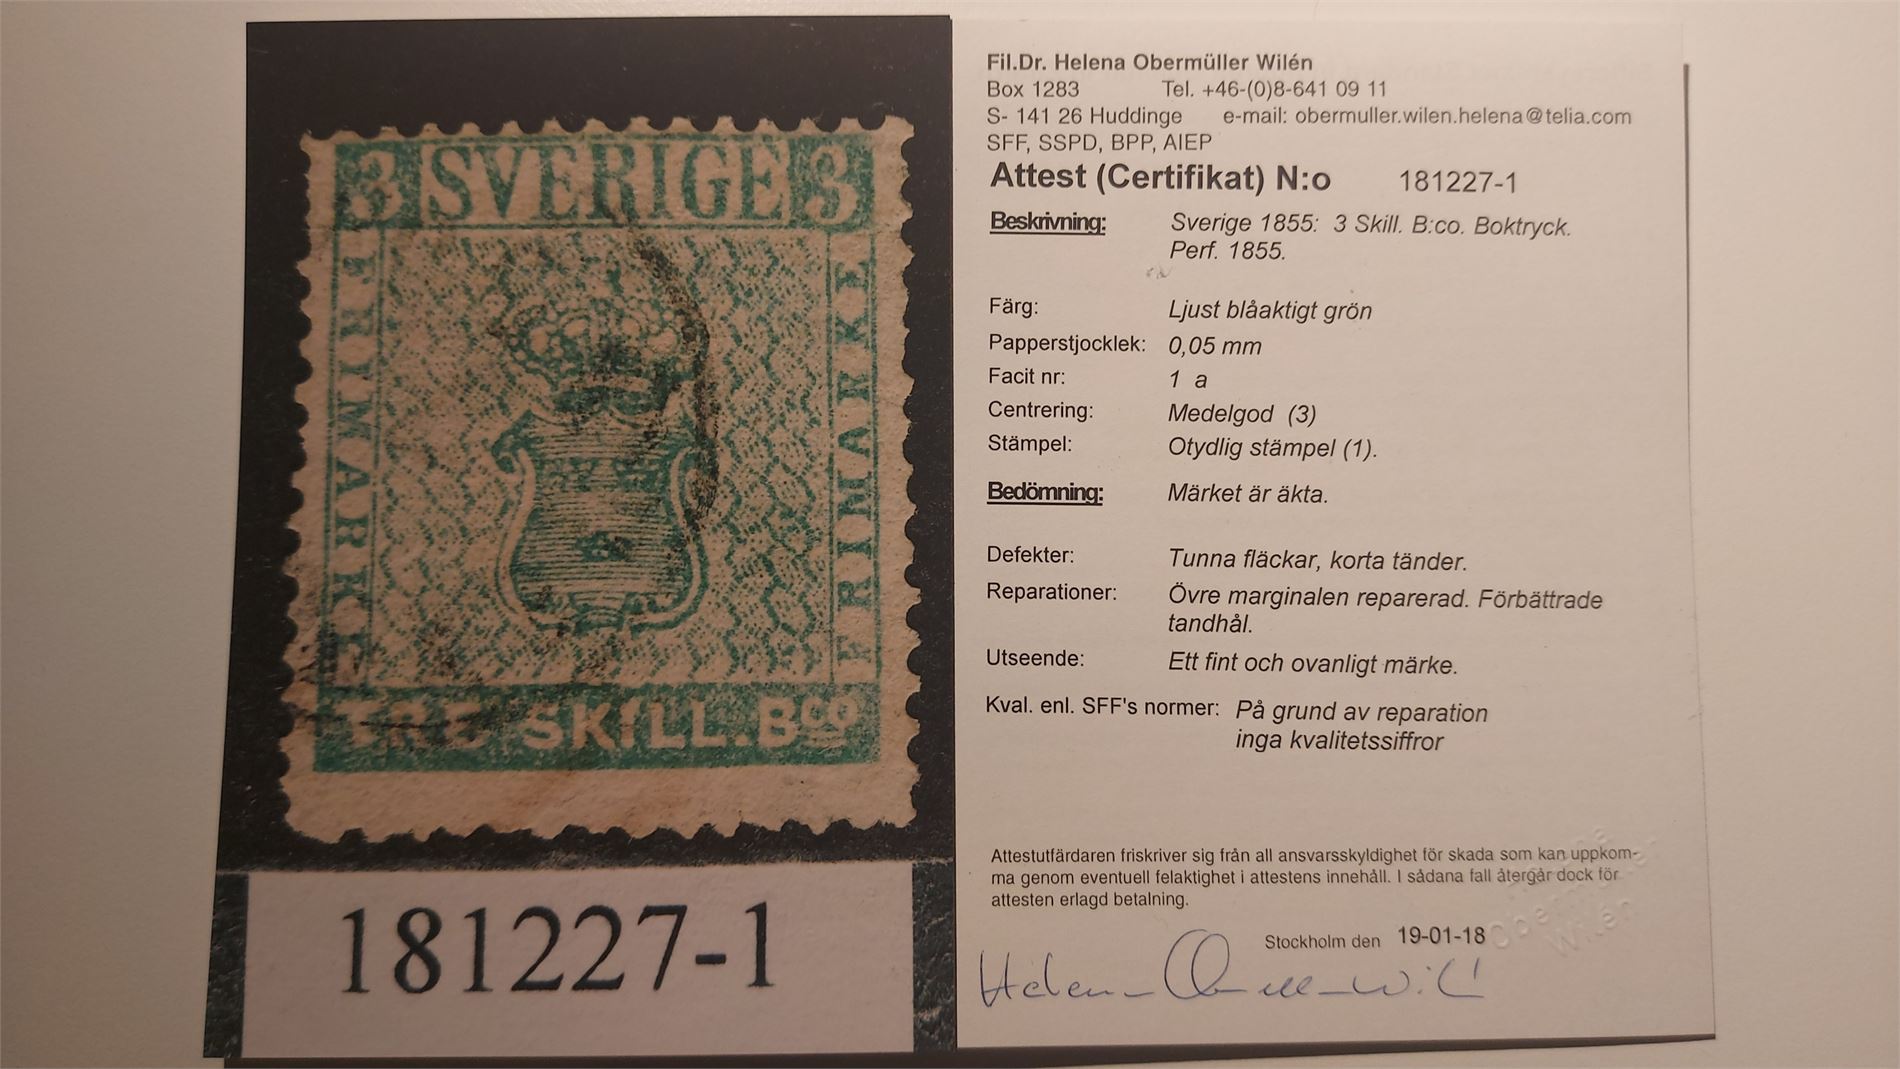 3 SVERIGE 3
FRIMARKE
FRIMARKE
TRE SKILL. Bco
181227-1
Fil.Dr. Helena Obermüller Wilén
Box 1283 Tel. +46-(0)8-641 09 11
S- 141 26 Huddinge e-mail: obermuller.wilen.helena@telia.com
SFF, SSPD, BPP, AIEP
Attest (Certifikat) N:o 181227-1
Beskrivning: Sverige 1855: 3 Skill. B:co. Boktryck.
Perf. 1855.
Färg: Ljust blåaktigt grön
Papperstjocklek: 0,05 mm
Facit nr: 1 a
Centrering: Medelgod (3)
Stämpel: Otydlig stämpel (1).
Bedömning: Märket är äkta.
Defekter: Tunna fläckar, korta tänder.
Reparationer: Övre marginalen reparerad. Förbättrade
tandhål.
Utseende: Ett fint och ovanligt märke.
Kval. enl. SFF's normer: På grund av reparation
inga kvalitetssiffror
Attestutfärdaren friskriver sig från all ansvarsskyldighet för skada som kan uppkom-
ma genom eventuell felaktighet i attestens innehåll. I sådana fall återgår dock för
attesten erlagd betalning.
Stockholm den 19-01-18
Helena Obermüller Wilén